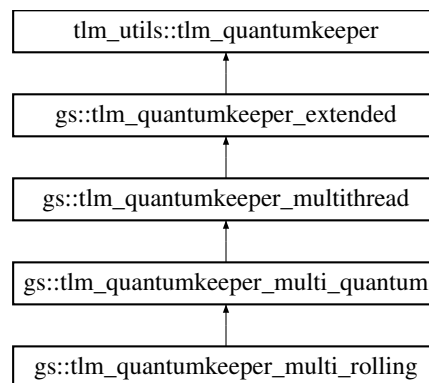 tlm_utils::tlm_quantumkeeper
gs::tlm_quantumkeeper_extended
gs::tlm_quantumkeeper_multithread
gs::tlm_quantumkeeper_multi_quantum
gs::tlm_quantumkeeper_multi_rolling